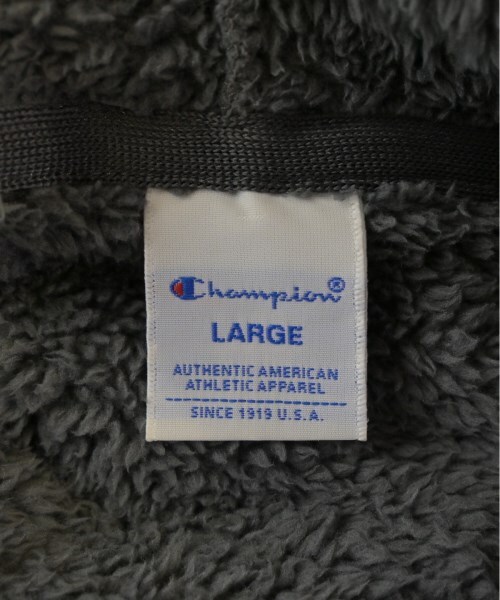 Champion®
LARGE
AUTHENTIC AMERICAN
ATHLETIC APPAREL
SINCE 1919 U.S.A.